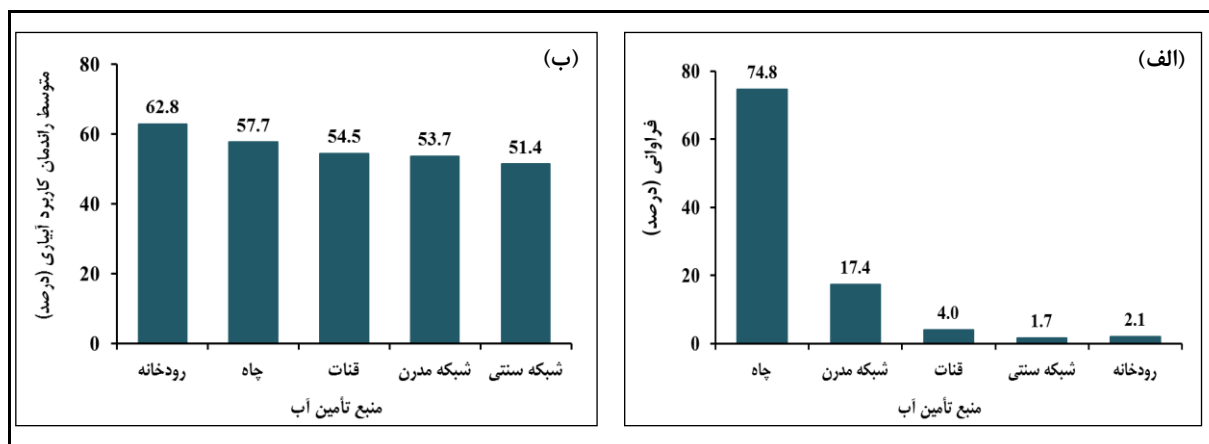 (الف)
فراوانی (درصد)
80
60
40
20
0
74.8
17.4
4.0
1.7
2.1
چاه
شبکه مدرن
قنات
شبکه سنتی
رودخانه
منبع تأمین آب
(ب)
متوسط راندمان کاربرد آبیاری (درصد)
80
60
40
20
0
62.8
57.7
54.5
53.7
51.4
رودخانه
چاه
قنات
شبکه مدرن
شبکه سنتی
منبع تأمین آب